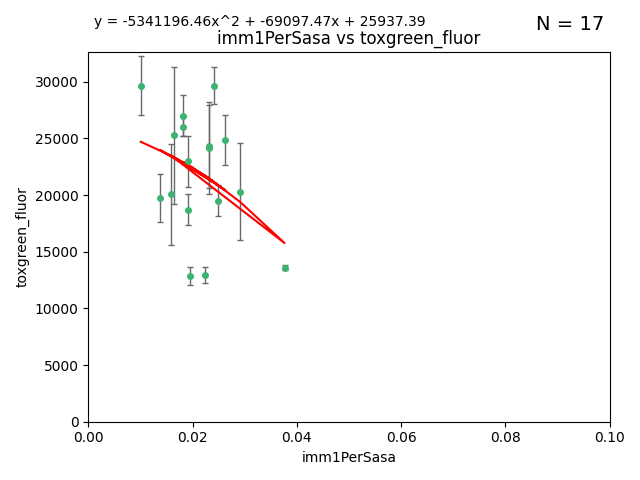 y = -5341196.46x^2 + -69097.47x + 25937.39
N = 17
imm1PerSasa vs toxgreen_fluor
30000
25000
20000
15000
10000
5000
0
toxgreen_fluor
0.00 0.02 0.04 0.06 0.08 0.10
imm1PerSasa